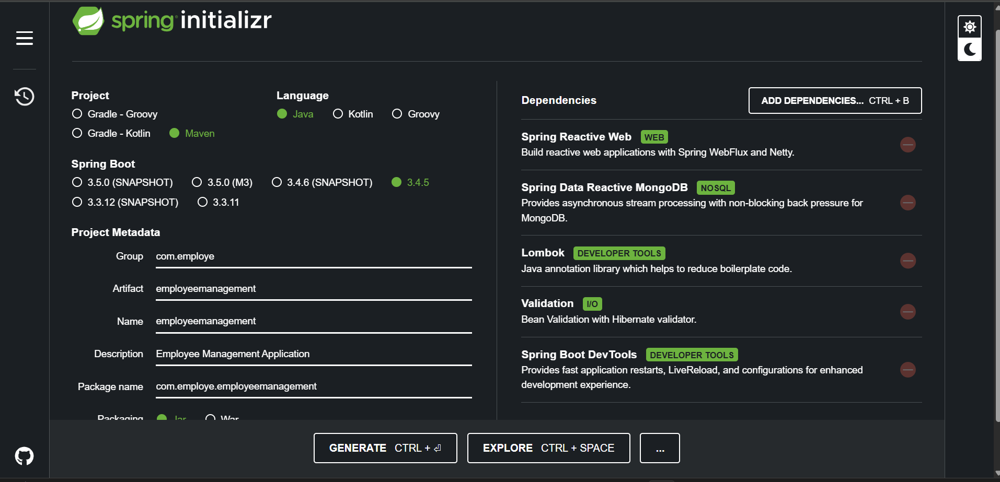 spring initializr
Project
Gradle - Groovy
Gradle - Kotlin Maven
Language
Java Kotlin Groovy
Spring Boot
3.5.0 (SNAPSHOT) 3.5.0 (M3) 3.4.6 (SNAPSHOT) 3.4.5
3.3.12 (SNAPSHOT) 3.3.11
Project Metadata
Group com.employe
Artifact employeemanagement
Name employeemanagement
Description Employee Management Application
Package name com.employe.employeemanagement
Packaging Jar War
Dependencies
ADD DEPENDENCIES... CTRL + B
Spring Reactive Web WEB
Build reactive web applications with Spring WebFlux and Netty.
Spring Data Reactive MongoDB NOSQL
Provides asynchronous stream processing with non-blocking back pressure for
MongoDB.
Lombok DEVELOPER TOOLS
Java annotation library which helps to reduce boilerplate code.
Validation I/O
Bean Validation with Hibernate validator.
Spring Boot DevTools DEVELOPER TOOLS
Provides fast application restarts, LiveReload, and configurations for enhanced
development experience.
GENERATE CTRL + ⏎
EXPLORE CTRL + SPACE
...